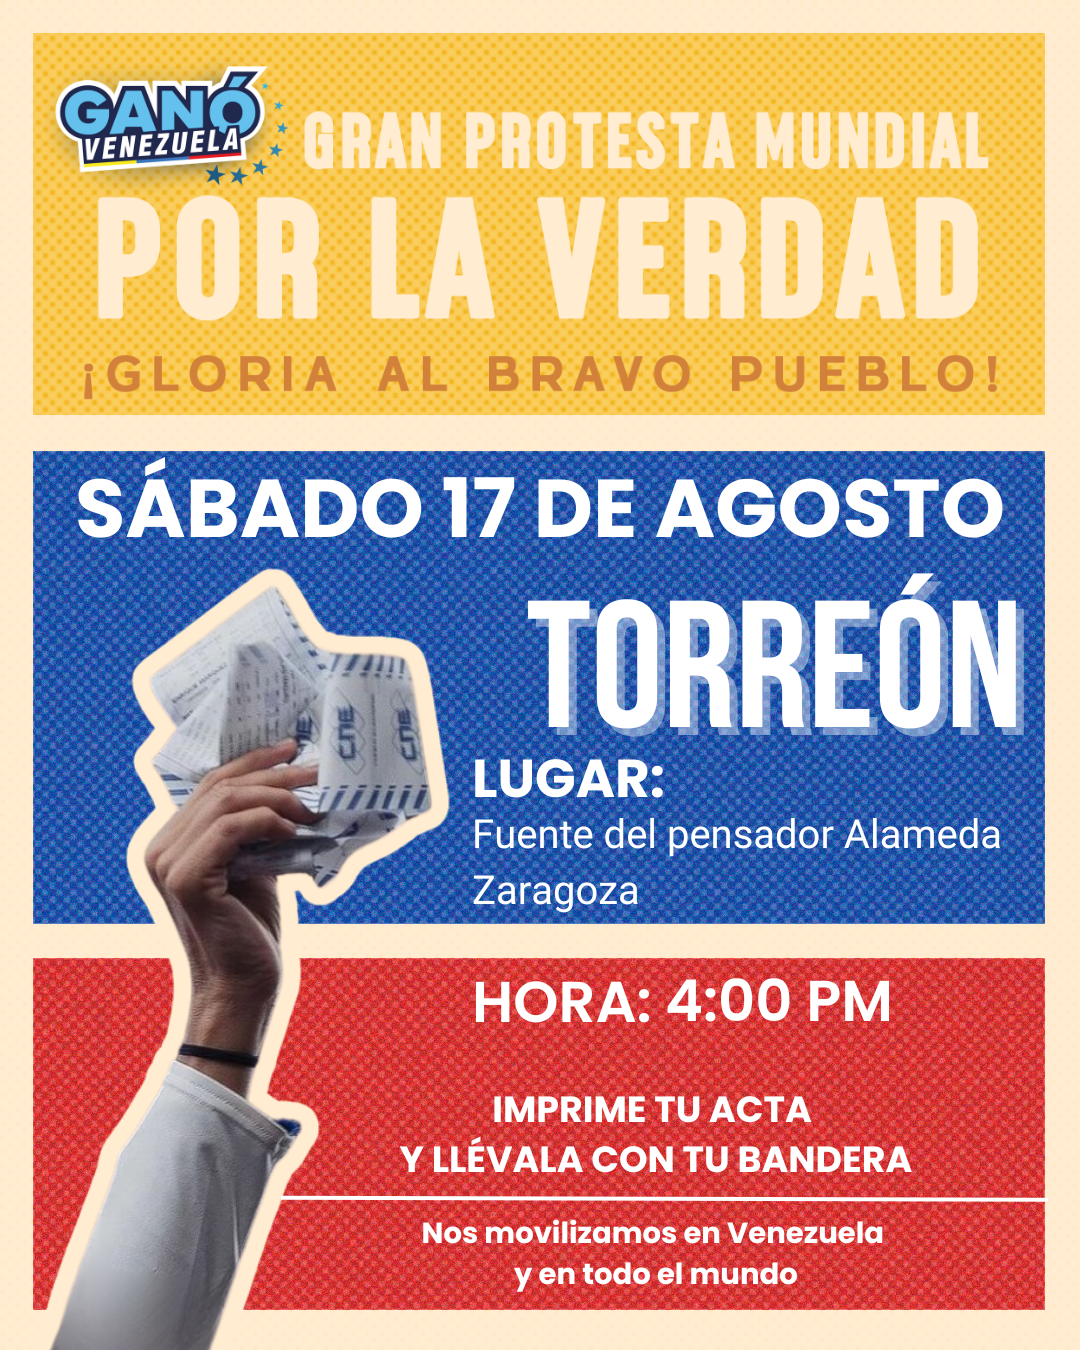 GANÓ
VENEZUELA
GRAN PROTESTA MUNDIAL
POR LA VERDAD
¡GLORIA AL BRAVO PUEBLO!
SÁBADO 17 DE AGOSTO
TORREÓN
LUGAR:
Fuente del pensador Alameda
Zaragoza
CNE
CNE
HORA: 4:00 PM
IMPRIME TU ACTA
Y LLÉVALA CON TU BANDERA
Nos movilizamos en Venezuela
y en todo el mundo